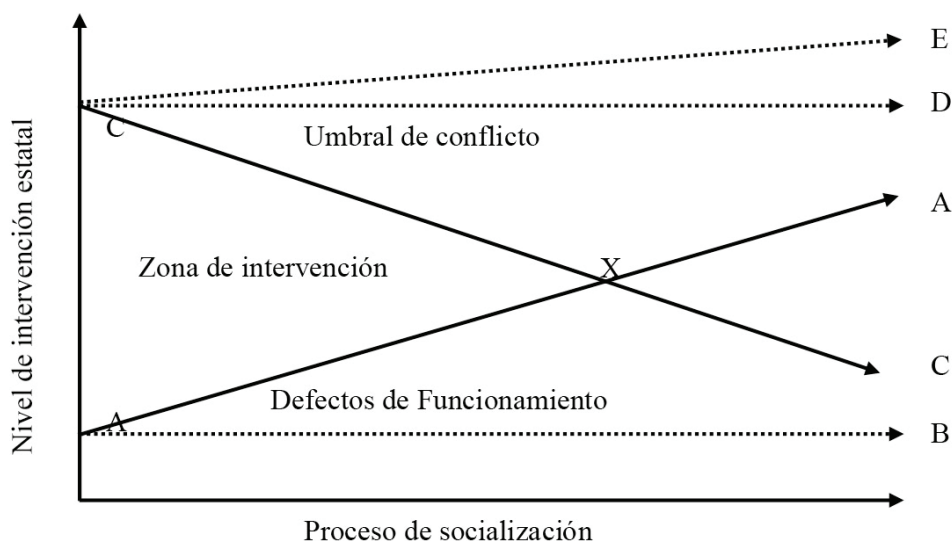 E
D
C
Umbral de conflicto
A
Zona de intervención
X
C
Defectos de Funcionamiento
A
B
Nivel de intervención estatal
Proceso de socialización